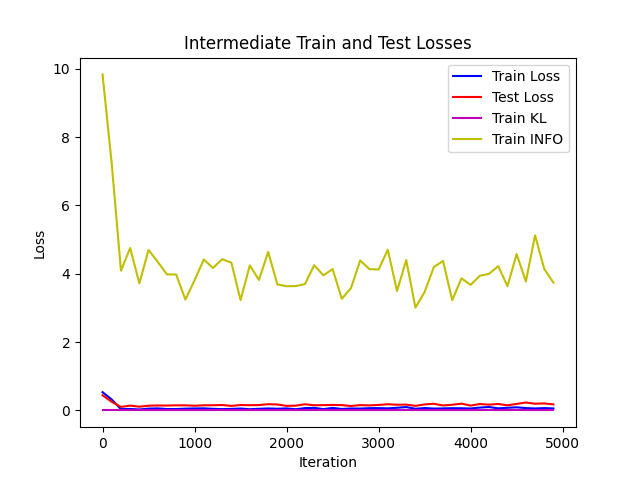 Intermediate Train and Test Losses
Train Loss
Test Loss
Train KL
Train INFO
Loss
10
8
6
4
2
0
0 1000 2000 3000 4000 5000
Iteration